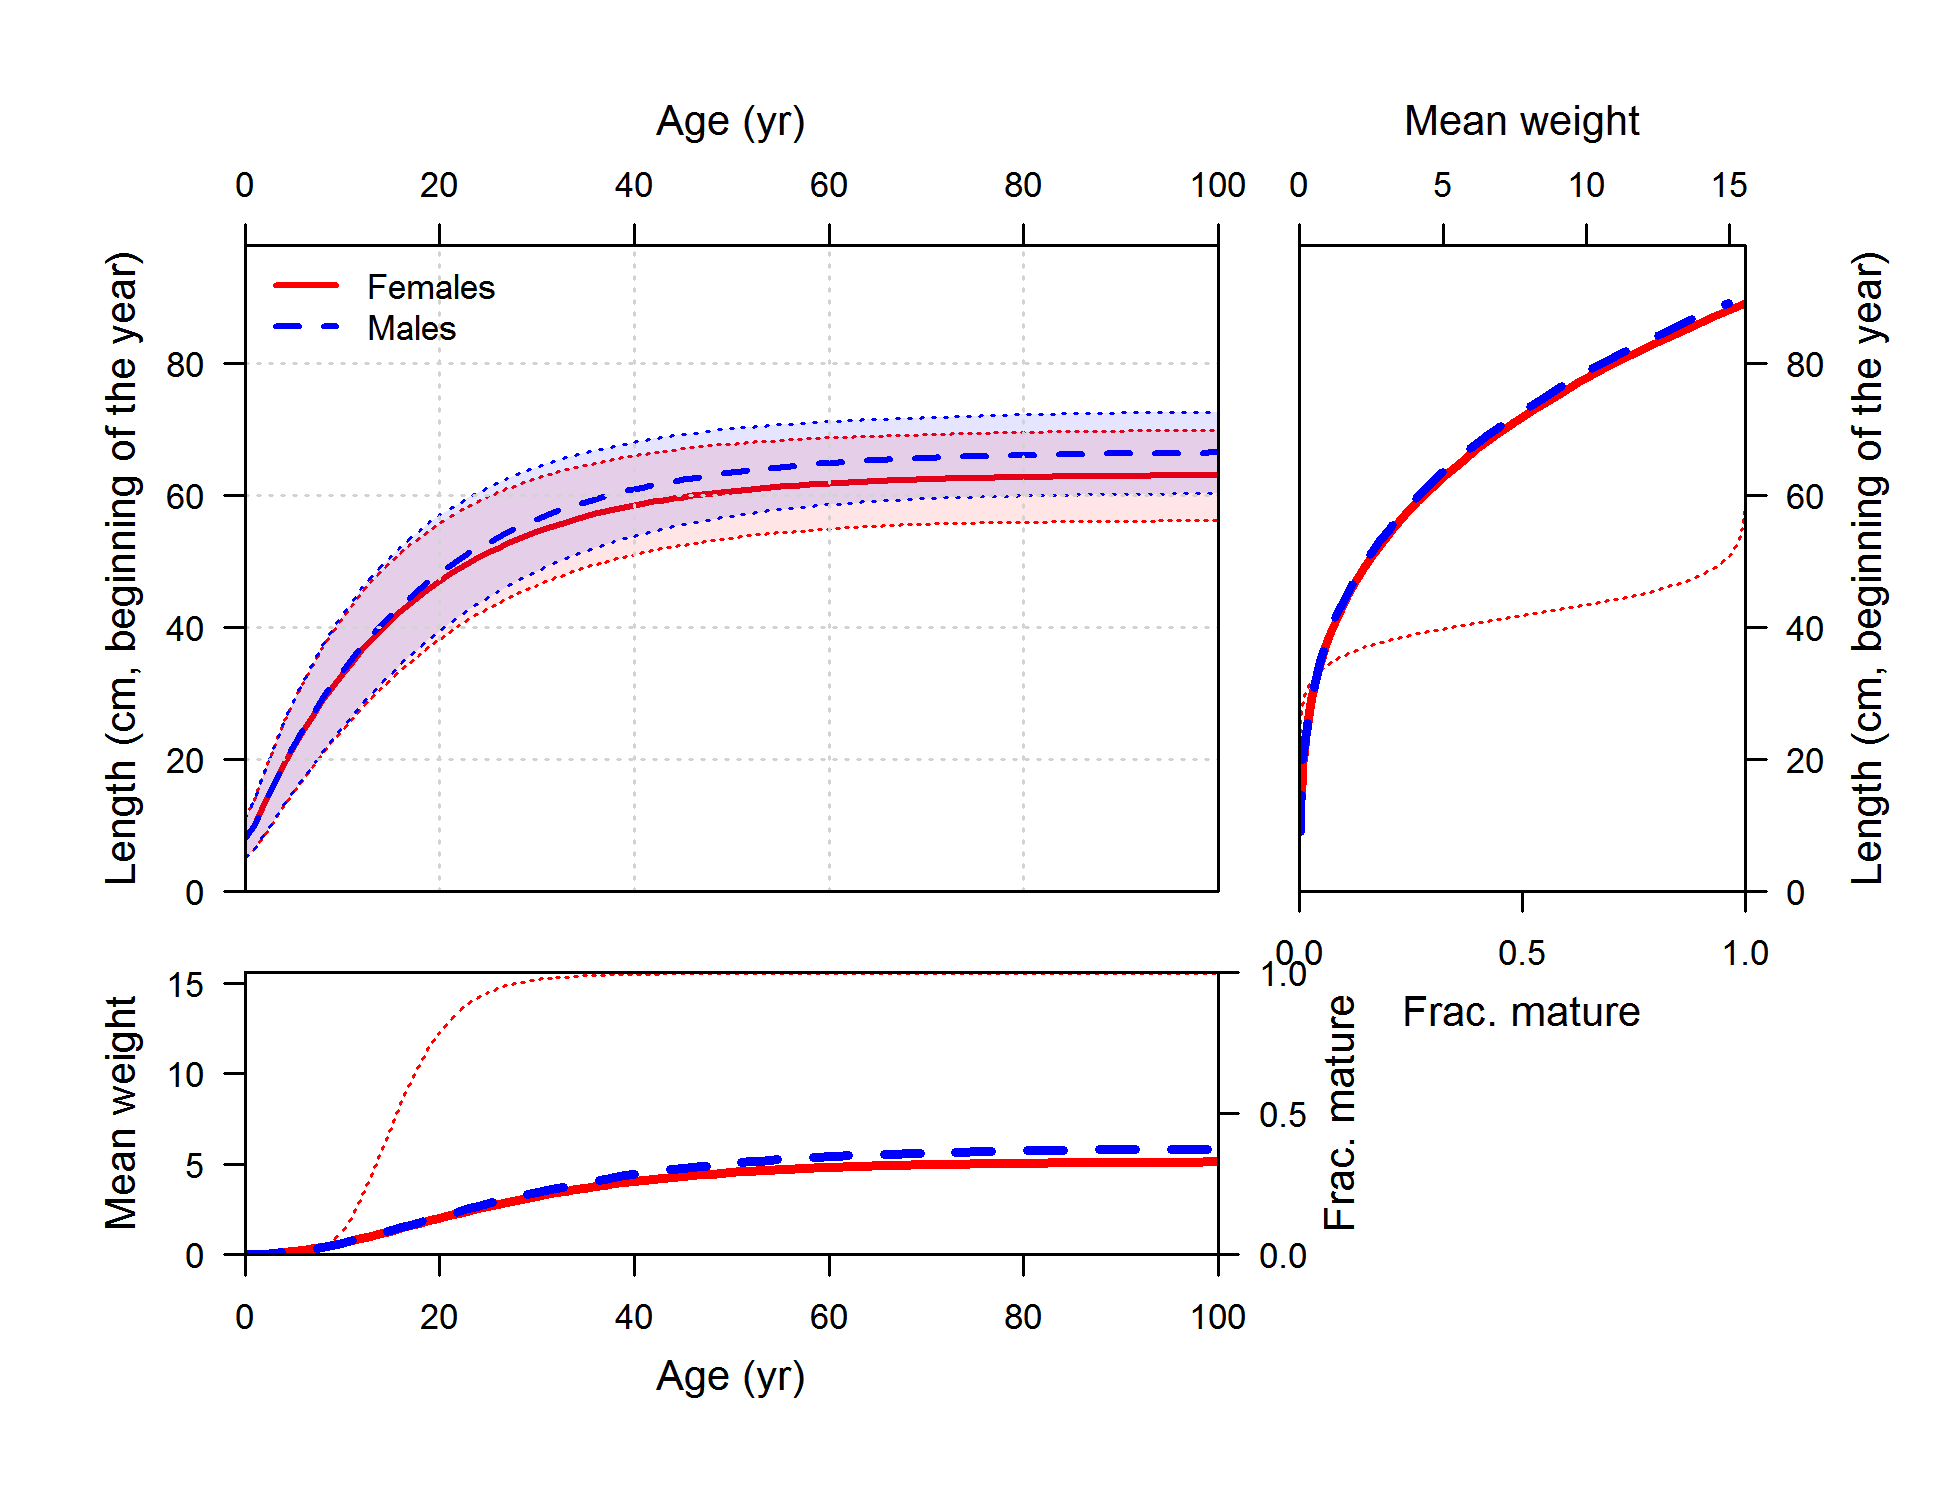 Age (yr)
0 20 40 60 80 100
Mean weight
0 5 10 15
Length (cm, beginning of the year)
80
60
40
20
0
Females
Males
80
60
40
20
0
Length (cm, beginning of the year)
0.0 0.5 1.0
Frac. mature
Mean weight
15
10
5
0
1.0
0.5
0.0
Frac. mature
0 20 40 60 80 100
Age (yr)